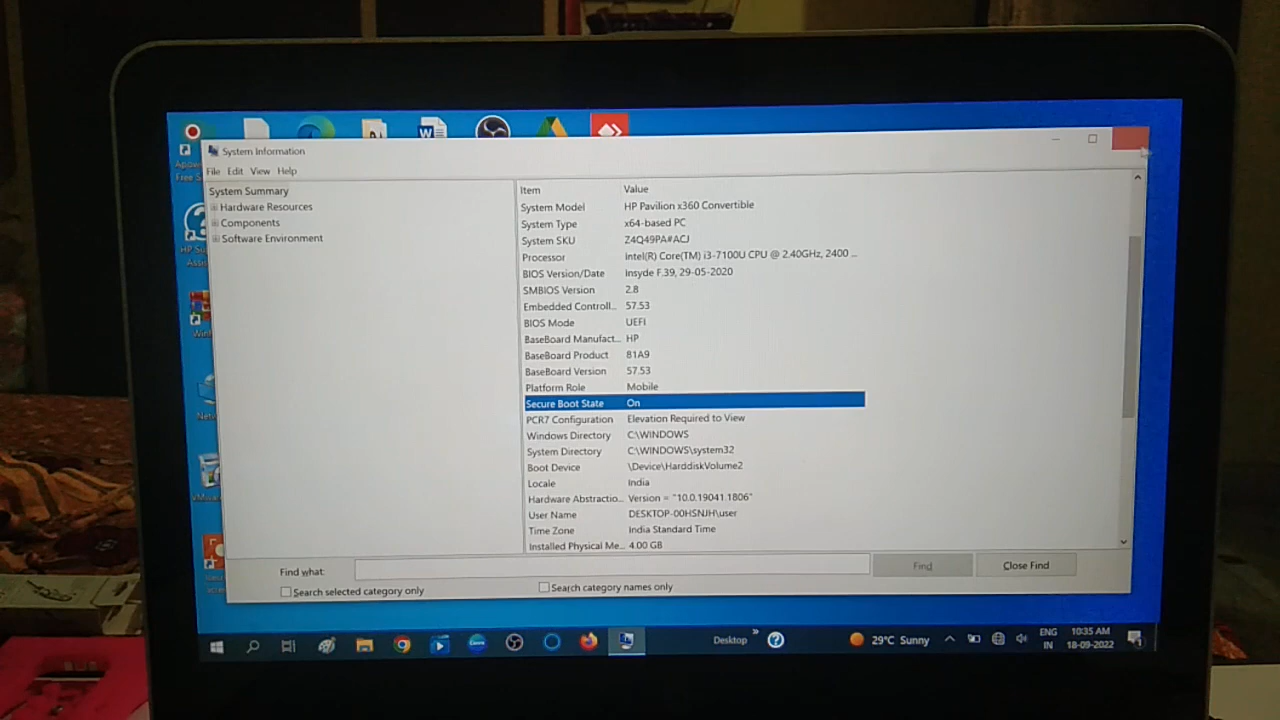 System Information
File Edit View Help
System Summary
Hardware Resources
Components
Software Environment
Item Value
System Model HP Pavilion x360 Convertible
System Type x64-based PC
System SKU Z4Q49PA#ACJ
Processor Intel(R) Core(TM) i3-7100U CPU @ 2.40GHz, 2400 ...
BIOS Version/Date Insyde F.39, 29-05-2020
SMBIOS Version 2.8
Embedded Controll... 57.53
BIOS Mode UEFI
BaseBoard Manufact... HP
BaseBoard Product 81A9
BaseBoard Version 57.53
Platform Role Mobile
Secure Boot State On
PCR7 Configuration Elevation Required to View
Windows Directory C:\WINDOWS
System Directory C:\WINDOWS\system32
Boot Device \Device\HarddiskVolume2
Locale India
Hardware Abstractio... Version = "10.0.19041.1806"
User Name DESKTOP-00HSNJH\user
Time Zone India Standard Time
Installed Physical Me... 4.00 GB
Find what:
Find
Close Find
Search selected category only
Search category names only
Desktop
29°C Sunny
ENG
IN
10:35 AM
18-09-2022